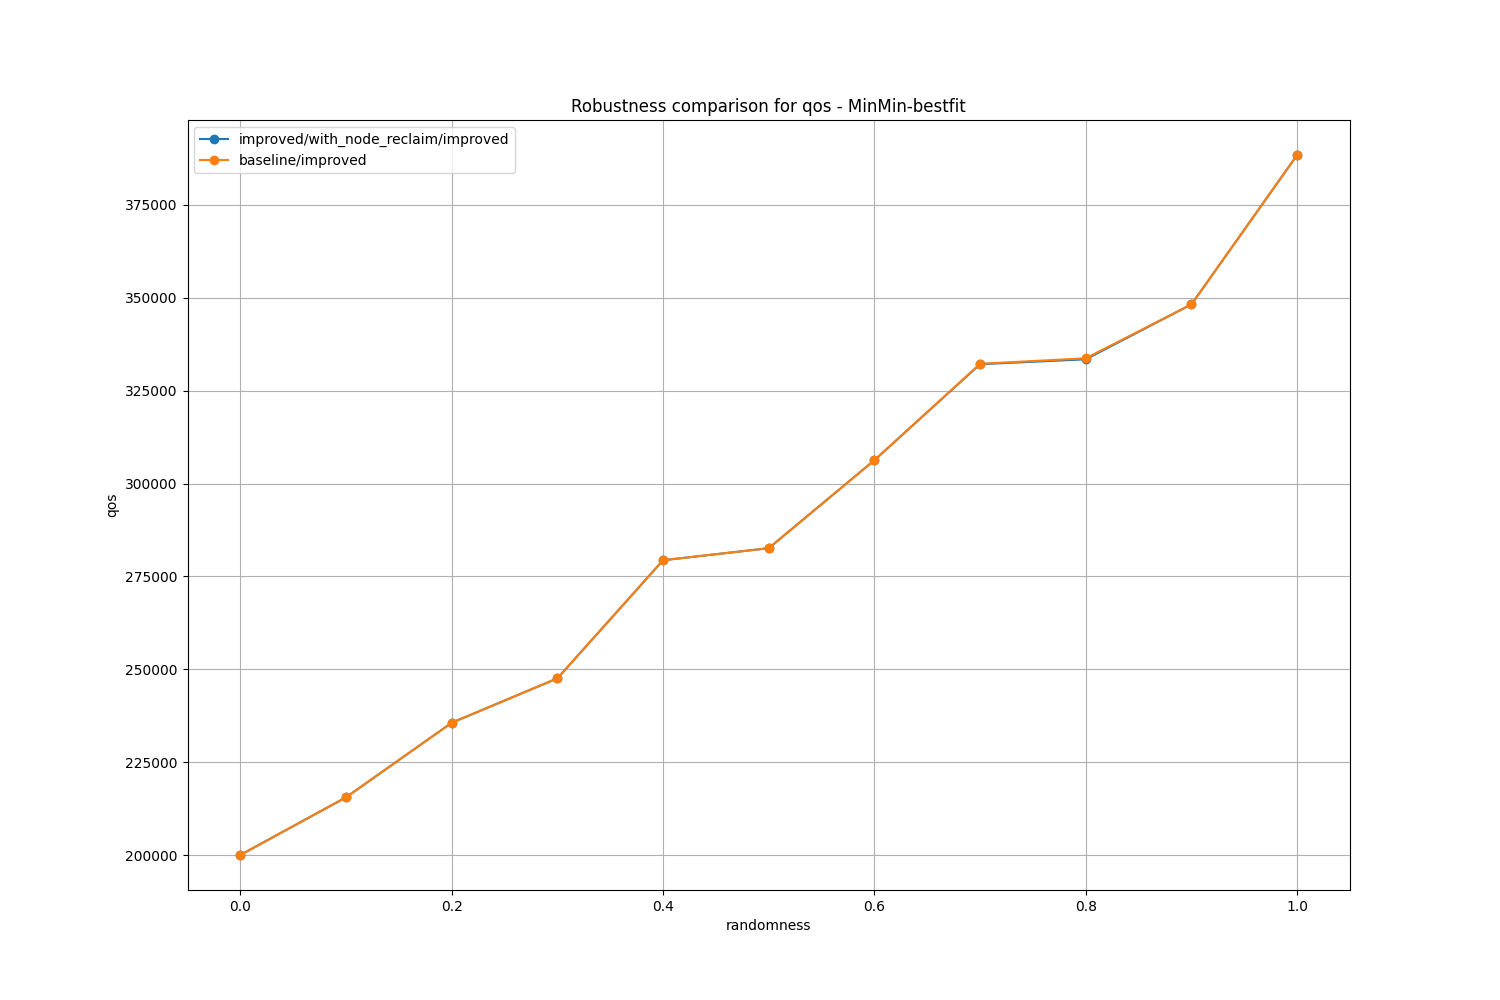 Robustness comparison for qos - MinMin-bestfit
improved/with_node_reclaim/improved
baseline/improved
375000
350000
325000
300000
275000
250000
225000
200000
qos
0.0 0.2 0.4 0.6 0.8 1.0
randomness